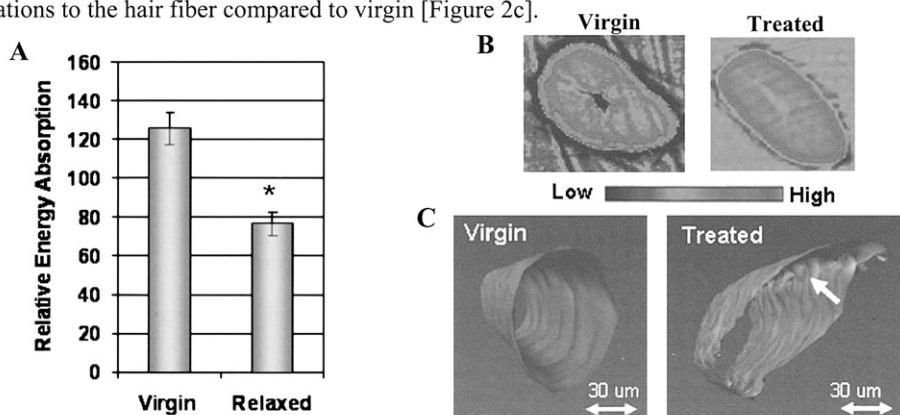 ations to the hair fiber compared to virgin [Figure 2c].
A
Relative Energy Absorption
160
140
120
100
80
60
40
20
0
*
Virgin Relaxed
B
Virgin Treated
Low High
C
Virgin
30 um
Treated
30 um